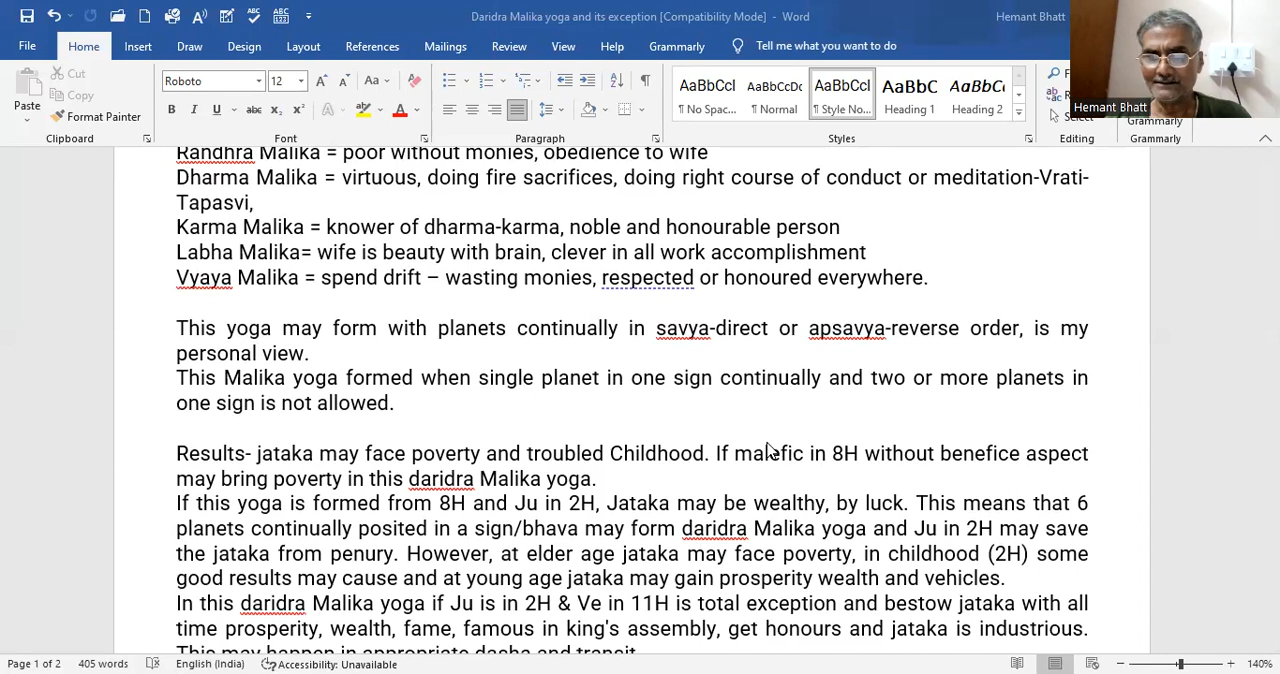 Daridra Malika yoga and its exception [Compatibility Mode] - Word
Hemant Bhatt
File Home Insert Draw Design Layout References Mailings Review View Help Grammarly Tell me what you want to do
Paste
Cut
Copy
Format Painter
Roboto 12
AaBbCcI AaBbCcDc AaBbCcI AaBbC AaBbC
¶ No Spac... ¶ Normal ¶ Style No... Heading 1 Heading 2
Select
Hemant Bhatt
Grammarly
Clipboard Font Paragraph Styles Editing Grammarly
Randhra Malika = poor without monies, obedience to wife
Dharma Malika = virtuous, doing fire sacrifices, doing right course of conduct or meditation-Vrati-
Tapasvi,
Karma Malika = knower of dharma-karma, noble and honourable person
Labha Malika= wife is beauty with brain, clever in all work accomplishment
Vyaya Malika = spend drift – wasting monies, respected or honoured everywhere.
This yoga may form with planets continually in savya-direct or apsavya-reverse order, is my
personal view.
This Malika yoga formed when single planet in one sign continually and two or more planets in
one sign is not allowed.
Results- jataka may face poverty and troubled Childhood. If malefic in 8H without benefice aspect
may bring poverty in this daridra Malika yoga.
If this yoga is formed from 8H and Ju in 2H, Jataka may be wealthy, by luck. This means that 6
planets continually posited in a sign/bhava may form daridra Malika yoga and Ju in 2H may save
the jataka from penury. However, at elder age jataka may face poverty, in childhood (2H) some
good results may cause and at young age jataka may gain prosperity wealth and vehicles.
In this daridra Malika yoga if Ju is in 2H & Ve in 11H is total exception and bestow jataka with all
time prosperity, wealth, fame, famous in king's assembly, get honours and jataka is industrious.
This may happen in appropriate dasha and transit.
Page 1 of 2 405 words English (India) Accessibility: Unavailable 140%